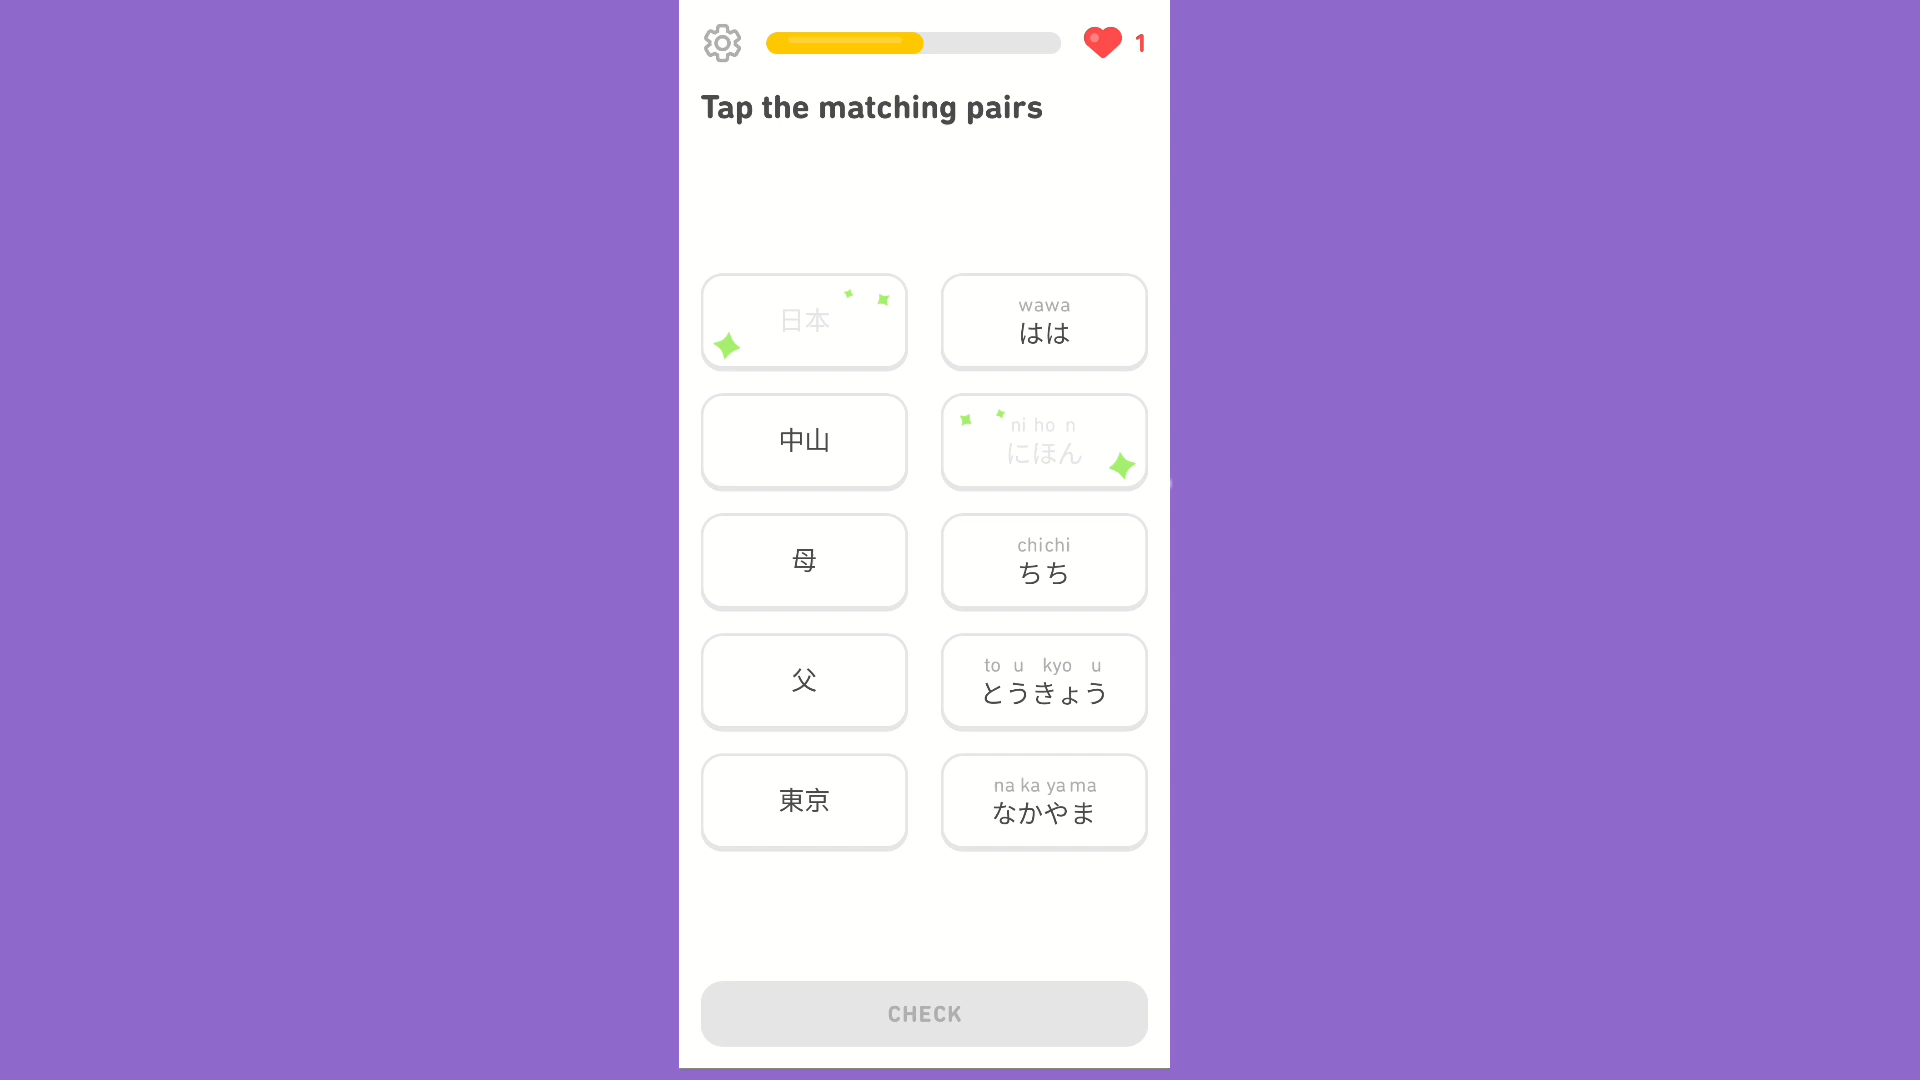 1
Tap the matching pairs
日本
wawa
はは
中山
ni ho n
にほん
母
chichi
ちち
父
to u kyo u
とうきょう
東京
na ka ya ma
なかやま
CHECK